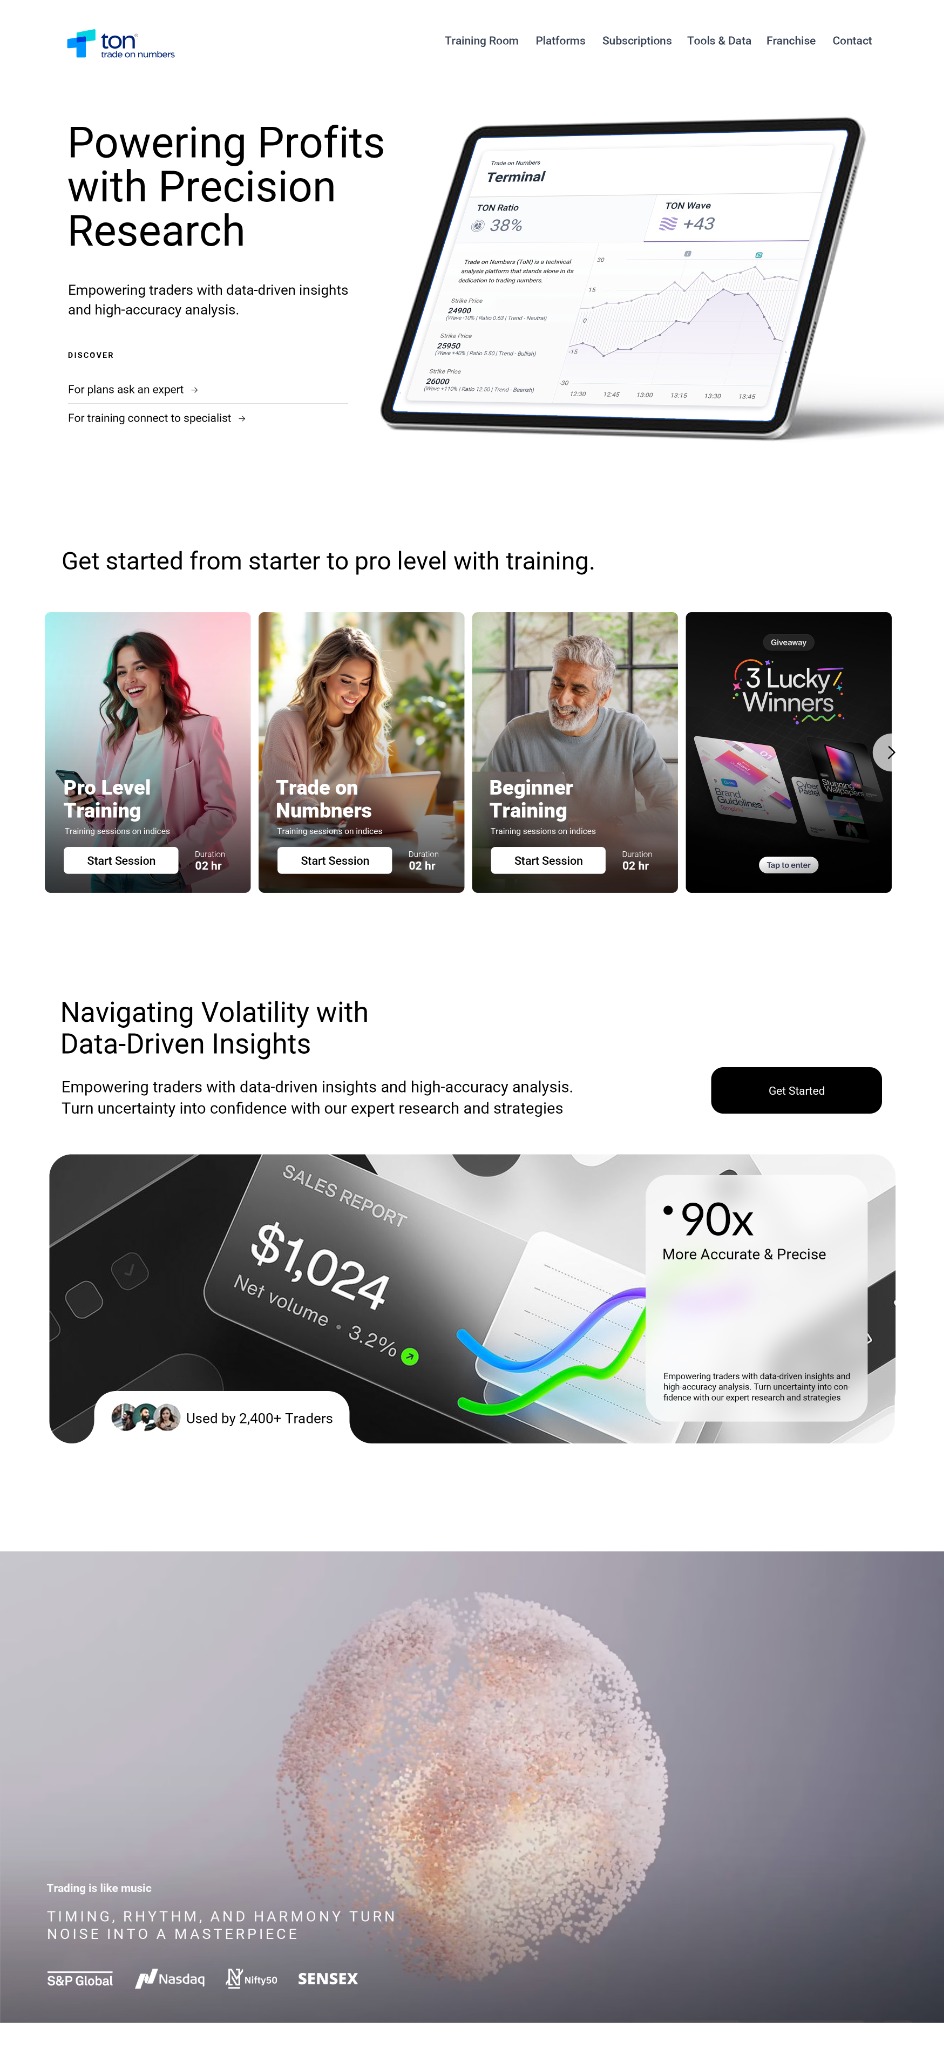 ton
trade on numbers
Training Room Platforms Subscriptions Tools & Data Franchise Contact
Powering Profits
with Precision
Research
Empowering traders with data-driven insights
and high-accuracy analysis.
DISCOVER
For plans ask an expert →
For training connect to specialist →
Trade on Numbers
Terminal
TON Ratio
38%
TON Wave
+43
Trade on Numbers (ToN) is a technical
analysis platform that stands alone in its
dedication to trading numbers.
Strike Price
24900
(Wave -10% | Ratio 0.63 | Trend - Neutral)
Strike Price
25950
(Wave +40% | Ratio 5.50 | Trend - Bullish)
Strike Price
26000
(Wave +110% | Ratio 12.50 | Trend - Bearish)
30
15
0
-15
-30
12:30 12:45 13:00 13:15 13:30 13:45
Get started from starter to pro level with training.
Pro Level
Training
Training sessions on indices
Start Session
Duration
02 hr
Trade on
Numbners
Training sessions on indices
Start Session
Duration
02 hr
Beginner
Training
Training sessions on indices
Start Session
Duration
02 hr
Giveaway
3 Lucky
Winners
Brand
Guidelines
Template
Cyber
Pastel
Stunning
Wallpapers
Tap to enter
Navigating Volatility with
Data-Driven Insights
Empowering traders with data-driven insights and high-accuracy analysis.
Turn uncertainty into confidence with our expert research and strategies
Get Started
SALES REPORT
$1,024
Net volume • 3.2%
90x
More Accurate & Precise
Empowering traders with data-driven insights and
high accuracy analysis. Turn uncertainty into con-
fidence with our expert research and strategies
Used by 2,400+ Traders
Trading is like music
TIMING, RHYTHM, AND HARMONY TURN
NOISE INTO A MASTERPIECE
S&P Global
Nasdaq
Nifty50
SENSEX